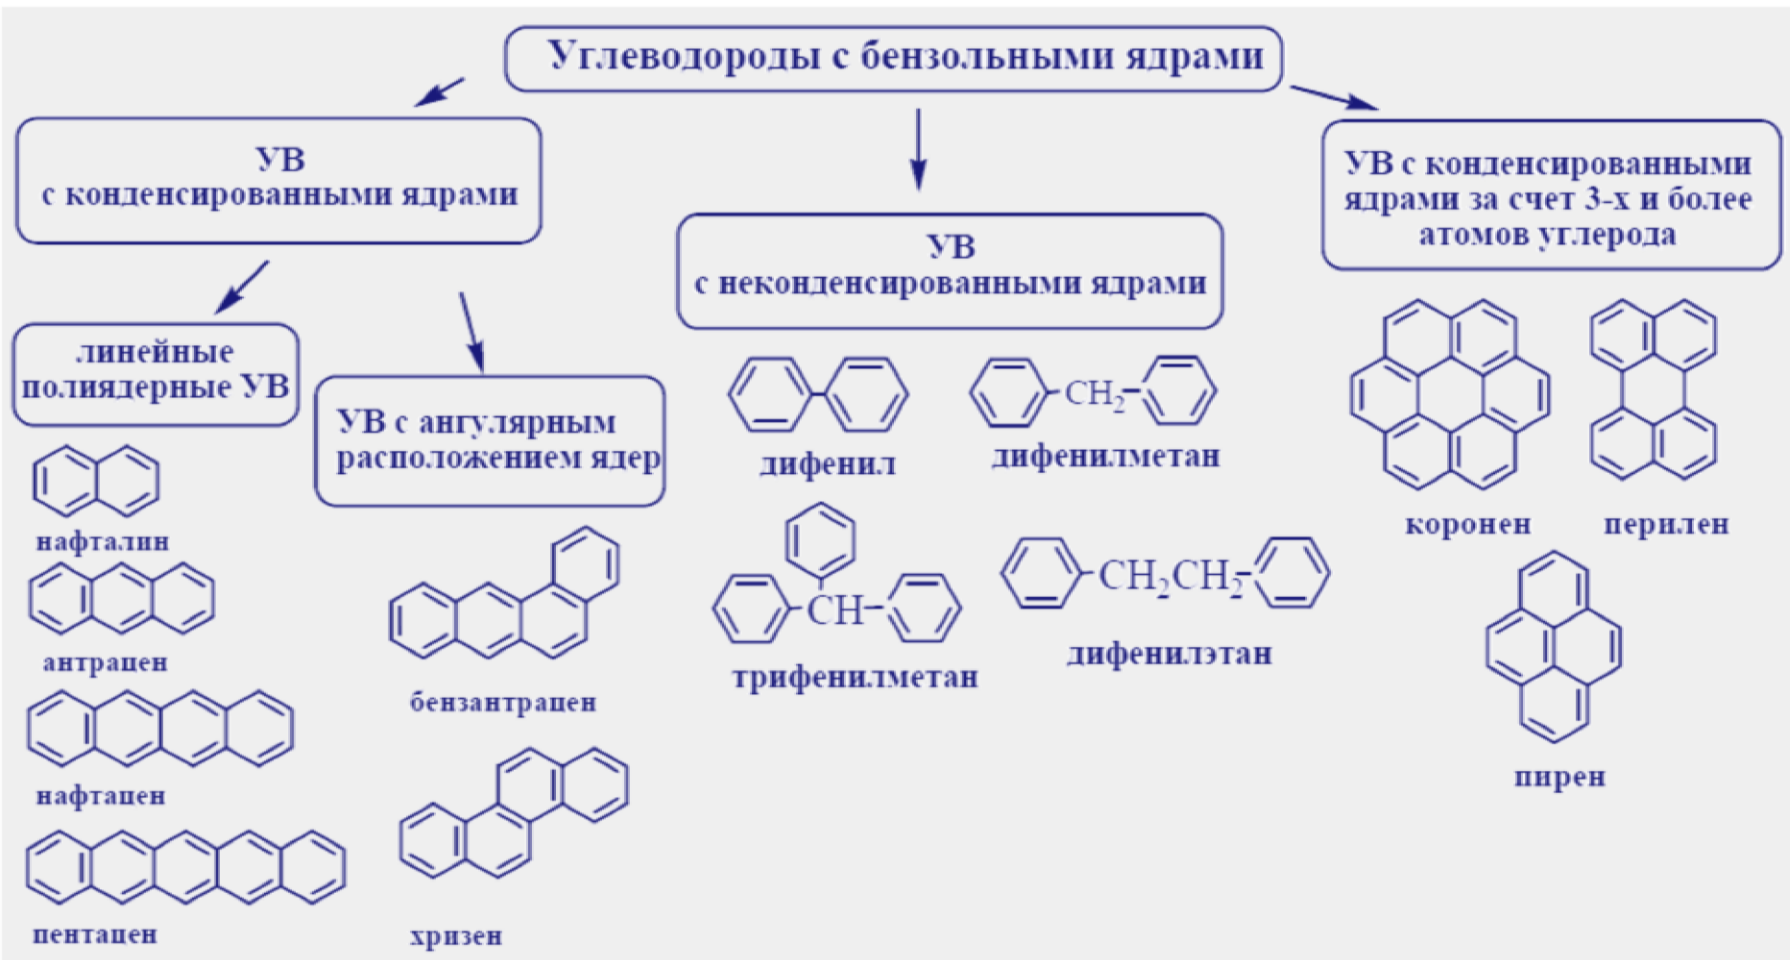 Углеводороды с бензольными ядрами
УВ
с конденсированными ядрами
УВ
с неконденсированными ядрами
УВ с конденсированными
ядрами за счет 3-х и более
атомов углерода
линейные
полиядерные УВ
УВ с ангулярным
расположением ядер
нафталин
антрацен
нафтацен
пентацен
бензантрацен
хризен
дифенил
CH2
дифенилметан
CH
трифенилметан
CH2CH2
дифенилэтан
коронен
перилен
пирен